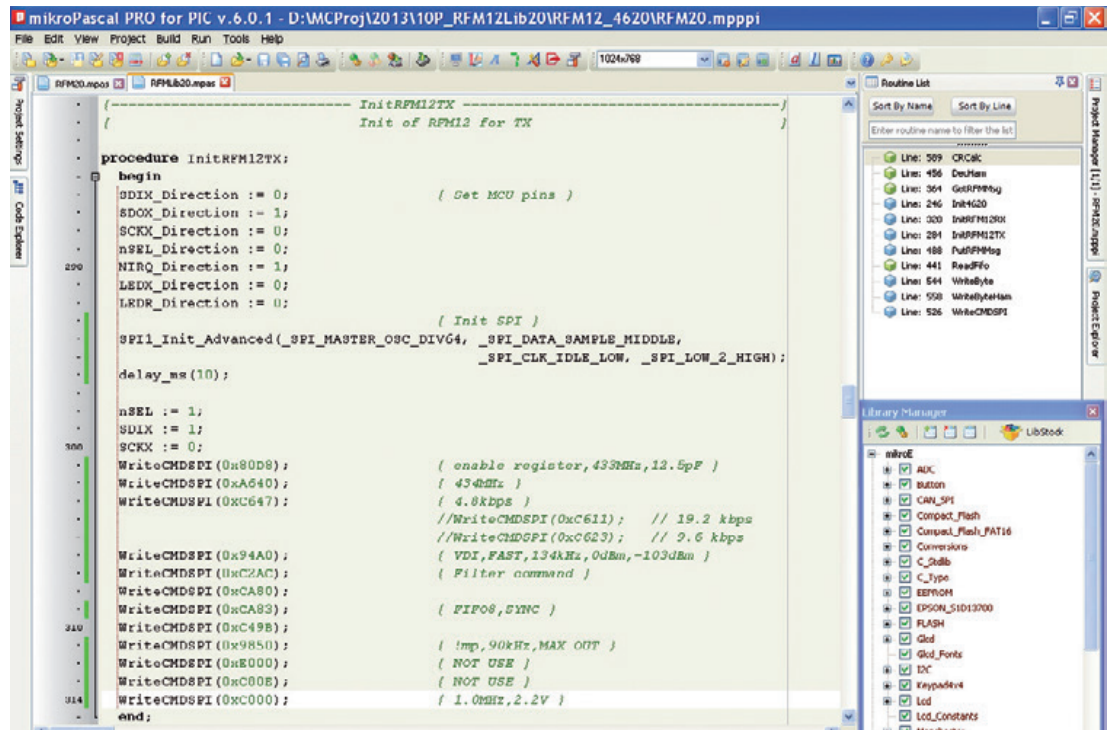 mikroPascal PRO for PIC v.6.0.1 - D:\MCProj\2013\10P_RFM12Lib20\RFM12_4620\RFM20.mpppi
File Edit View Project Build Run Tools Help
1024x768
RFM20.mpas RFMLib20.mpas
Project Settings
Code Explorer
{---------------------------- InitRFM12TX -------------------------------------}
{ Init of RFM12 for TX }
procedure InitRFM12TX;
begin
SDIX_Direction := 0; { Set MCU pins }
SDOX_Direction := 1;
SCKX_Direction := 0;
nSEL_Direction := 0;
290 NIRQ_Direction := 1;
LEDX_Direction := 0;
LEDR_Direction := 0;
{ Init SPI }
SPI1_Init_Advanced(_SPI_MASTER_OSC_DIV64, _SPI_DATA_SAMPLE_MIDDLE,
_SPI_CLK_IDLE_LOW, _SPI_LOW_2_HIGH);
delay_ms(10);
nSEL := 1;
SDIX := 1;
300 SCKX := 0;
WriteCMDSPI(0x80D8); { enable register,433MHz,12.5pF }
WriteCMDSPI(0xA640); { 434MHz }
WriteCMDSPI(0xC647); { 4.8kbps }
//WriteCMDSPI(0xC611); // 19.2 kbps
//WriteCMDSPI(0xC623); // 9.6 kbps
WriteCMDSPI(0x94A0); { VDI,FAST,134kHz,0dBm,-103dBm }
WriteCMDSPI(0xC2AC); { Filter command }
WriteCMDSPI(0xCA80);
WriteCMDSPI(0xCA83); { FIFO8,SYNC }
310 WriteCMDSPI(0xC49B);
WriteCMDSPI(0x9850); { !mp,90kHz,MAX OUT }
WriteCMDSPI(0xE000); { NOT USE }
WriteCMDSPI(0xC80E); { NOT USE }
314 WriteCMDSPI(0xC000); { 1.0MHz,2.2V }
end;
Routine List
Sort By Name Sort By Line
Enter routine name to filter the list
Line: 589 CRCalc
Line: 456 DecHam
Line: 364 GetRFMMsg
Line: 246 Init4620
Line: 320 InitRFM12RX
Line: 284 InitRFM12TX
Line: 488 PutRFMMsg
Line: 441 ReadFifo
Line: 544 WriteByte
Line: 558 WriteByteHam
Line: 526 WriteCMDSPI
Project Manager [1/1] - RFM20.mpppi
Project Explorer
Library Manager
LibStock
mikroE
ADC
Button
CAN_SPI
Compact_Flash
Compact_Flash_FAT16
Conversions
C_Stdlib
C_Type
EEPROM
EPSON_S1D13700
FLASH
Glcd
Glcd_Fonts
I2C
Keypad4x4
Lcd
Lcd_Constants